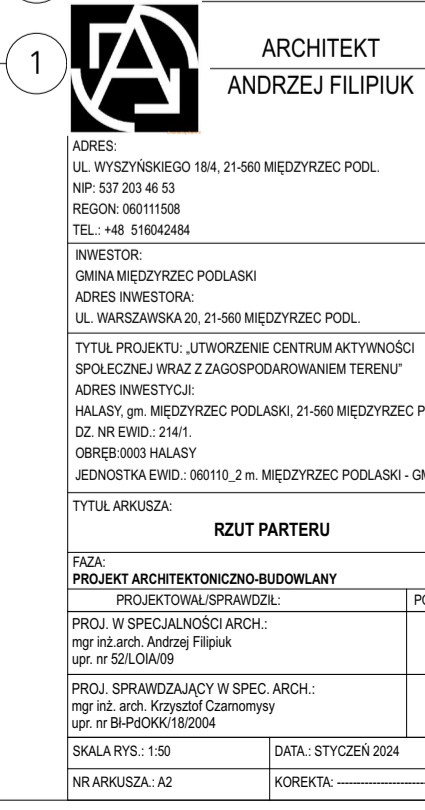 1
ARCHITEKT
ANDRZEJ FILIPIUK
ADRES:
UL. WYSZYŃSKIEGO 18/4, 21-560 MIĘDZYRZEC PODL.
NIP: 537 203 46 53
REGON: 060111508
TEL.: +48 516042484
INWESTOR:
GMINA MIĘDZYRZEC PODLASKI
ADRES INWESTORA:
UL. WARSZAWSKA 20, 21-560 MIĘDZYRZEC PODL.
TYTUŁ PROJEKTU: „UTWORZENIE CENTRUM AKTYWNOŚCI
SPOŁECZNEJ WRAZ Z ZAGOSPODAROWANIEM TERENU”
ADRES INWESTYCJI:
HALASY, gm. MIĘDZYRZEC PODLASKI, 21-560 MIĘDZYRZEC P
DZ. NR EWID.: 214/1.
OBRĘB:0003 HALASY
JEDNOSTKA EWID.: 060110_2 m. MIĘDZYRZEC PODLASKI - GM
TYTUŁ ARKUSZA:
RZUT PARTERU
FAZA:
PROJEKT ARCHITEKTONICZNO-BUDOWLANY
PROJEKTOWAŁ/SPRAWDZIŁ: PO
PROJ. W SPECJALNOŚCI ARCH.:
mgr inż.arch. Andrzej Filipiuk
upr. nr 52/LOIA/09
PROJ. SPRAWDZAJĄCY W SPEC. ARCH.:
mgr inż. arch. Krzysztof Czarnomysy
upr. nr Bł-PdOKK/18/2004
SKALA RYS.: 1:50 DATA.: STYCZEŃ 2024
NR ARKUSZA.: A2 KOREKTA: -----------------------